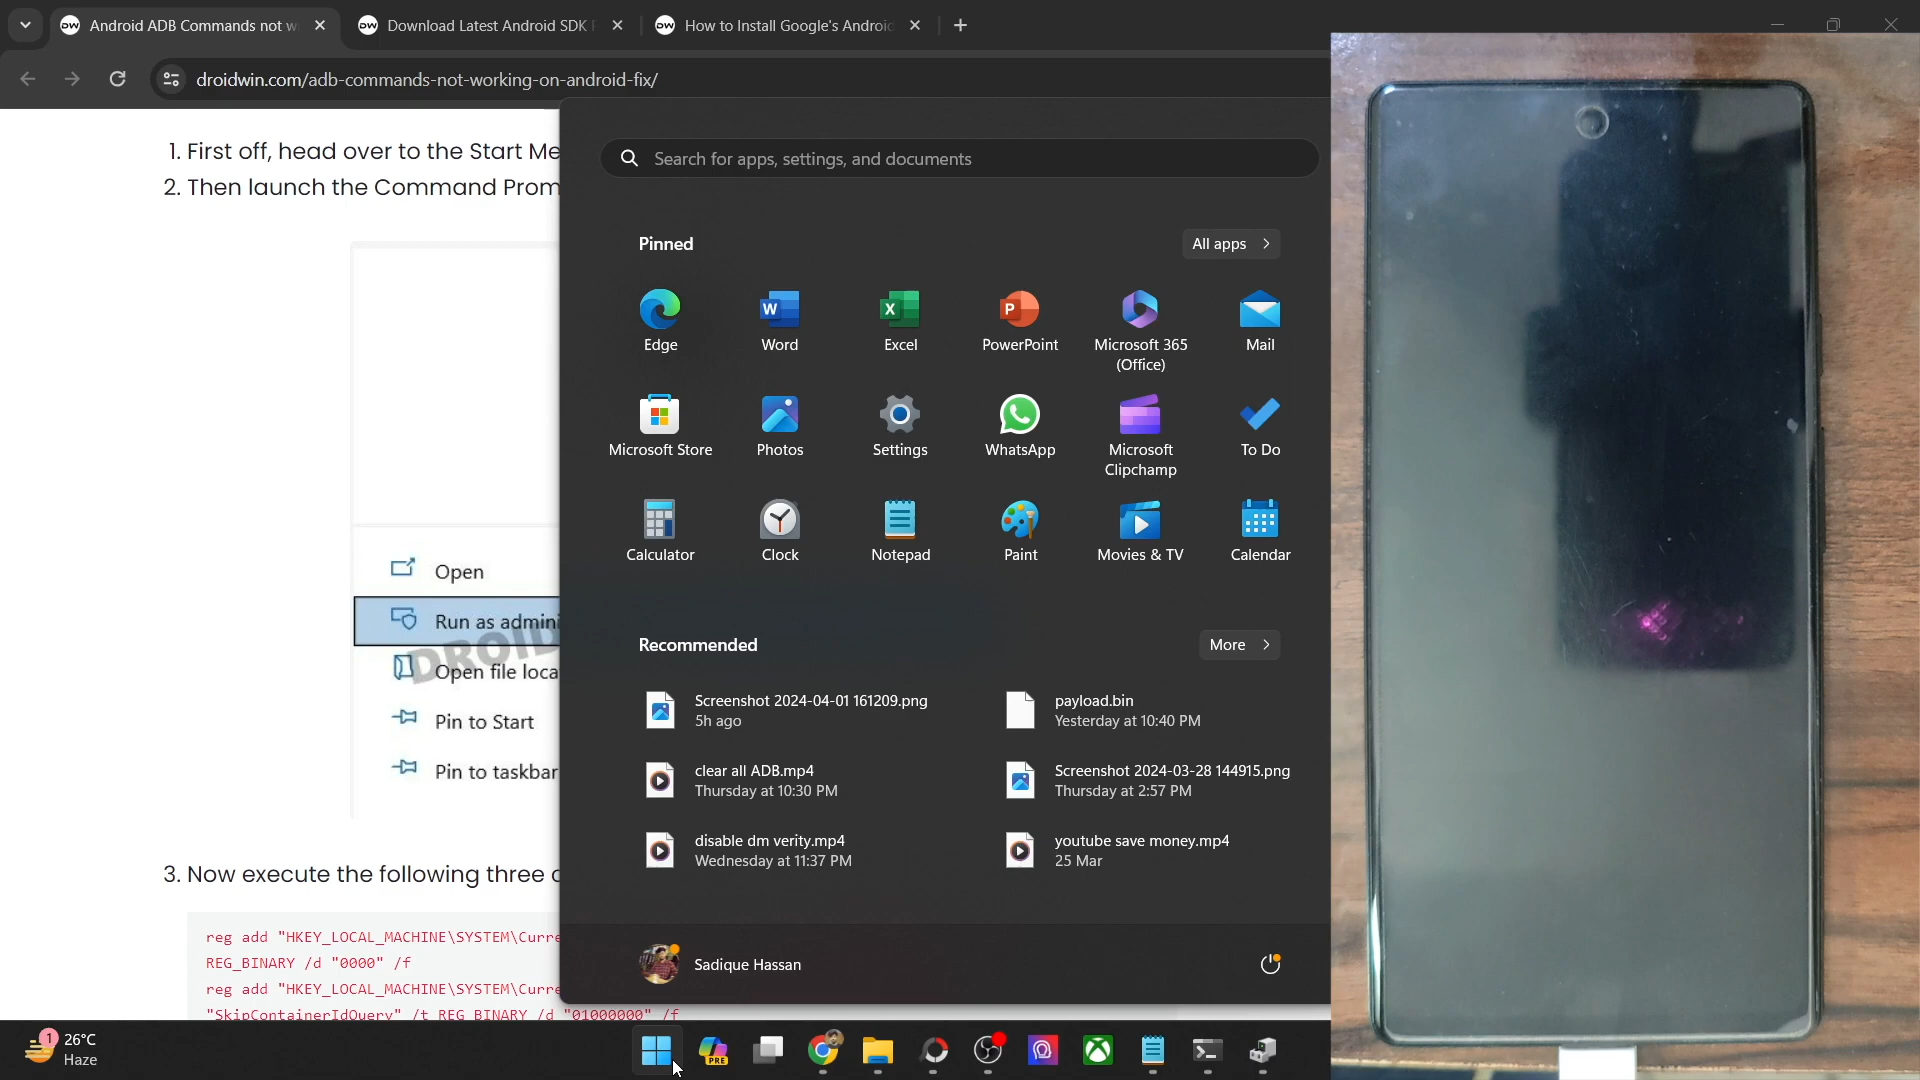 Android ADB Commands not w
Download Latest Android SDK
How to Install Google's Androi
droidwin.com/adb-commands-not-working-on-android-fix/
1. First off, head over to the Start Me
2. Then launch the Command Prom
Open
Run as admini
DROID
Open file loca
Pin to Start
Pin to taskbar
3. Now execute the following three
reg add "HKEY_LOCAL_MACHINE\SYSTEM\Curre
REG_BINARY /d "0000" /f
reg add "HKEY_LOCAL_MACHINE\SYSTEM\Curre
"SkipContainerIdQuery" /t REG_BINARY /d "01000000" /f
Search for apps, settings, and documents
Pinned
All apps
Edge
Word
Excel
PowerPoint
Microsoft 365
(Office)
Mail
Microsoft Store
Photos
Settings
WhatsApp
Microsoft
Clipchamp
To Do
Calculator
Clock
Notepad
Paint
Movies & TV
Calendar
Recommended
More
Screenshot 2024-04-01 161209.png
5h ago
payload.bin
Yesterday at 10:40 PM
clear all ADB.mp4
Thursday at 10:30 PM
Screenshot 2024-03-28 144915.png
Thursday at 2:57 PM
disable dm verity.mp4
Wednesday at 11:37 PM
youtube save money.mp4
25 Mar
Sadique Hassan
1
26°C
Haze
PRE